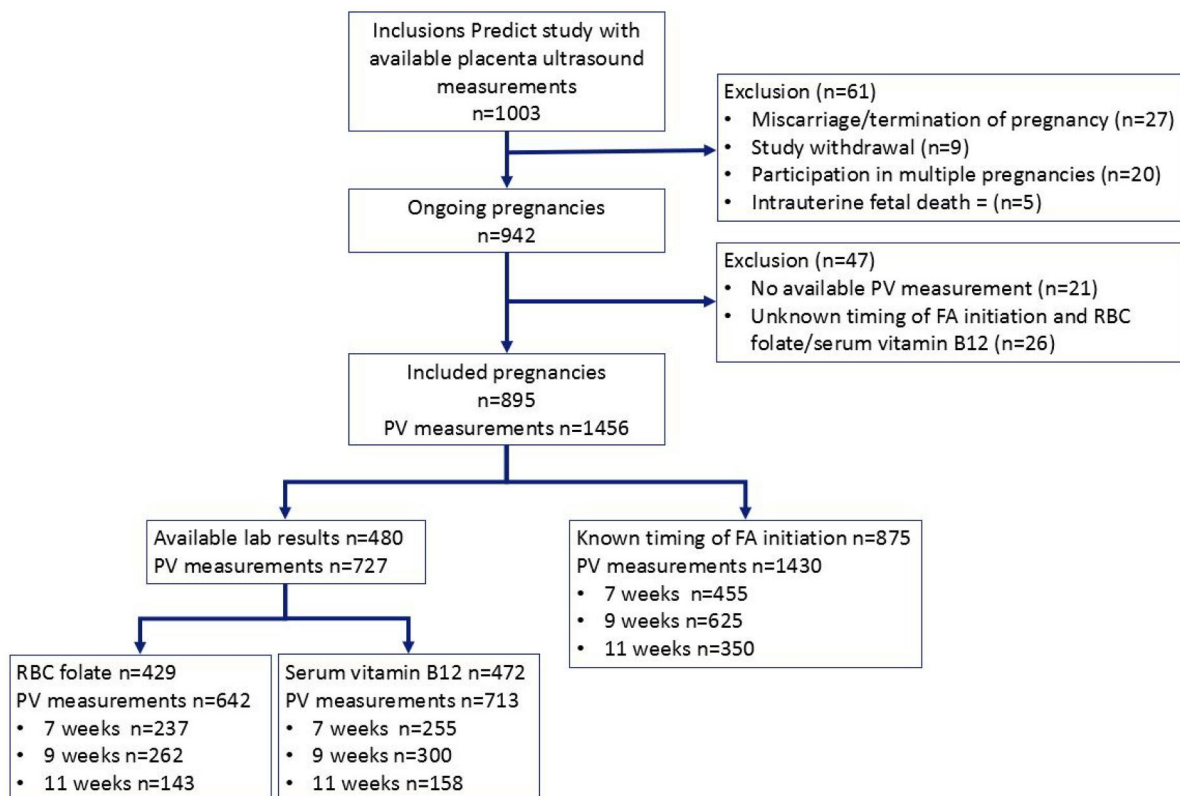 Inclusions Predict study with
available placenta ultrasound
measurements
n=1003
Exclusion (n=61)
• Miscarriage/termination of pregnancy (n=27)
• Study withdrawal (n=9)
• Participation in multiple pregnancies (n=20)
• Intrauterine fetal death = (n=5)
Ongoing pregnancies
n=942
Exclusion (n=47)
• No available PV measurement (n=21)
• Unknown timing of FA initiation and RBC
folate/serum vitamin B12 (n=26)
Included pregnancies
n=895
PV measurements n=1456
Available lab results n=480
PV measurements n=727
Known timing of FA initiation n=875
PV measurements n=1430
• 7 weeks n=455
• 9 weeks n=625
• 11 weeks n=350
RBC folate n=429
PV measurements n=642
• 7 weeks n=237
• 9 weeks n=262
• 11 weeks n=143
Serum vitamin B12 n=472
PV measurements n=713
• 7 weeks n=255
• 9 weeks n=300
• 11 weeks n=158